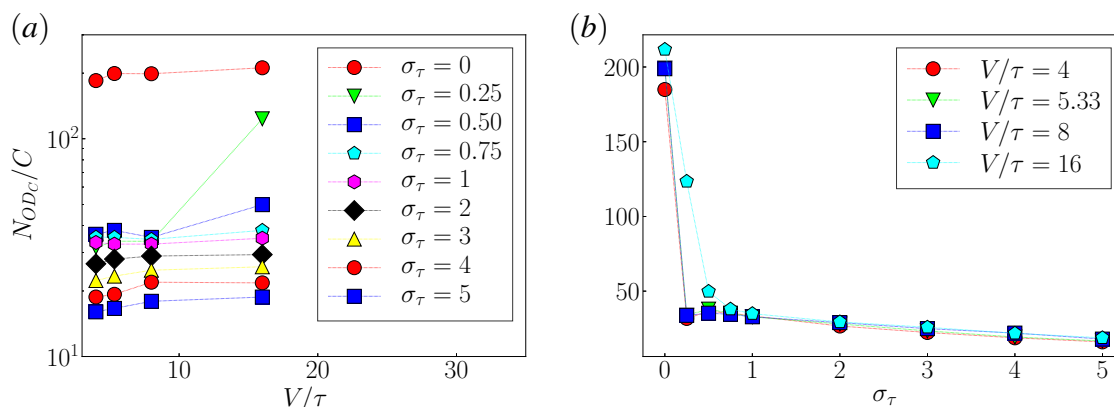 (a)
N_{OD_C}/C
10^2
10^1
10
20
30
V/τ
σ_τ = 0
σ_τ = 0.25
σ_τ = 0.50
σ_τ = 0.75
σ_τ = 1
σ_τ = 2
σ_τ = 3
σ_τ = 4
σ_τ = 5
(b)
200
150
100
50
0
1
2
3
4
5
σ_τ
V/τ = 4
V/τ = 5.33
V/τ = 8
V/τ = 16